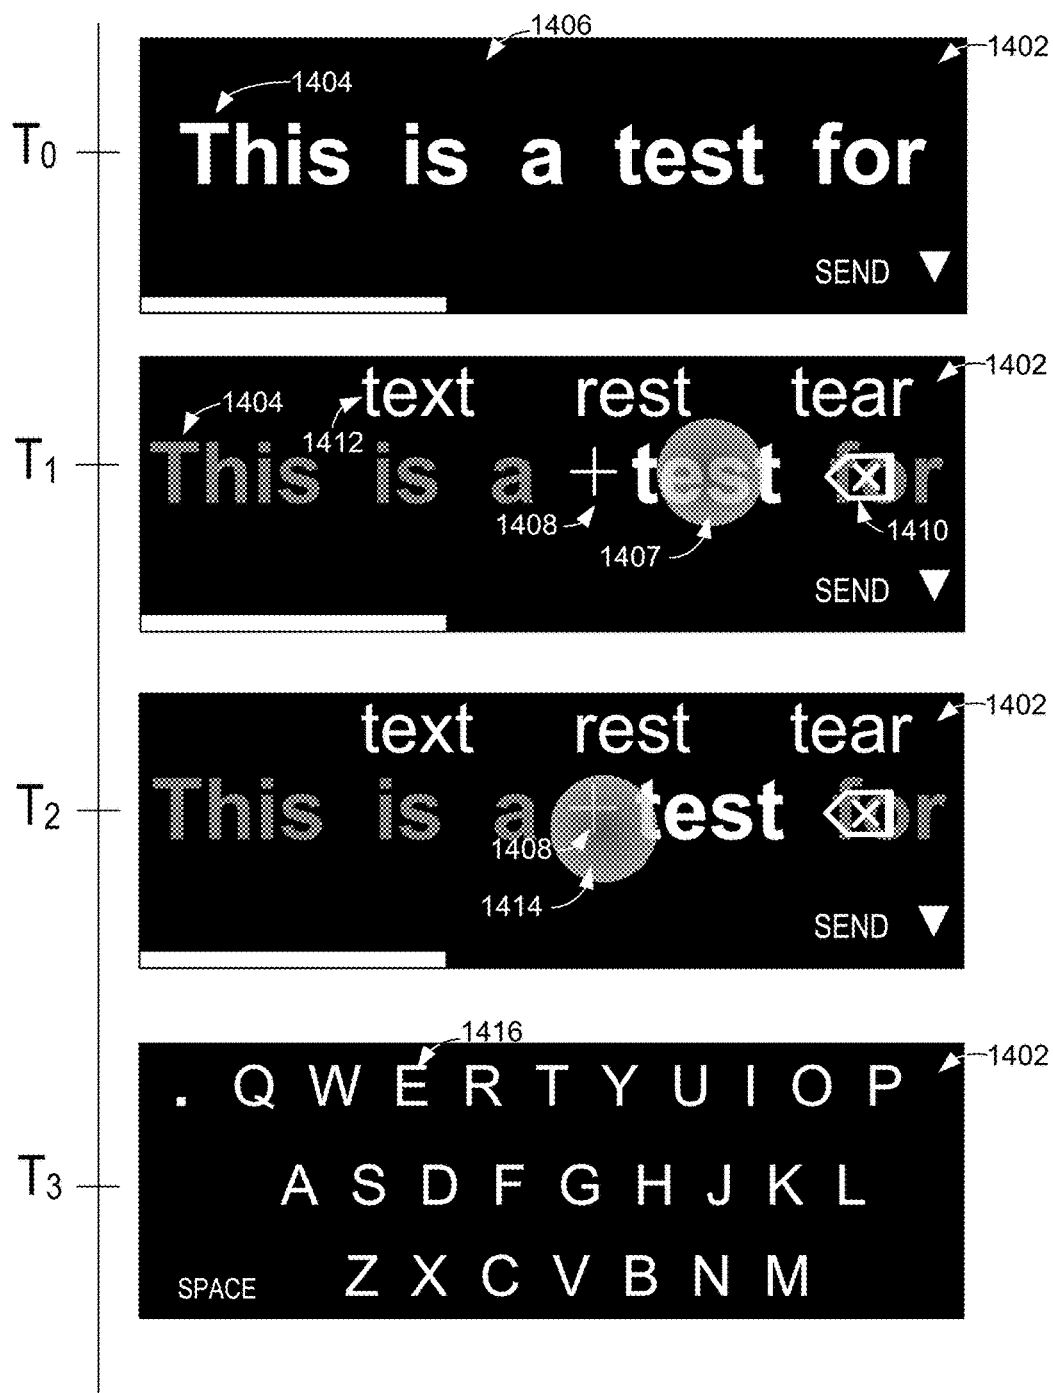 1406
1402
1404
T0
This is a test for
SEND
1402
text rest tear
1404
1412
T1
This is a test for
1408
1410
1407
SEND
1402
text rest tear
T2
This is a test for
1408
1414
SEND
1416
1402
. Q W E R T Y U I O P
T3
A S D F G H J K L
SPACE Z X C V B N M